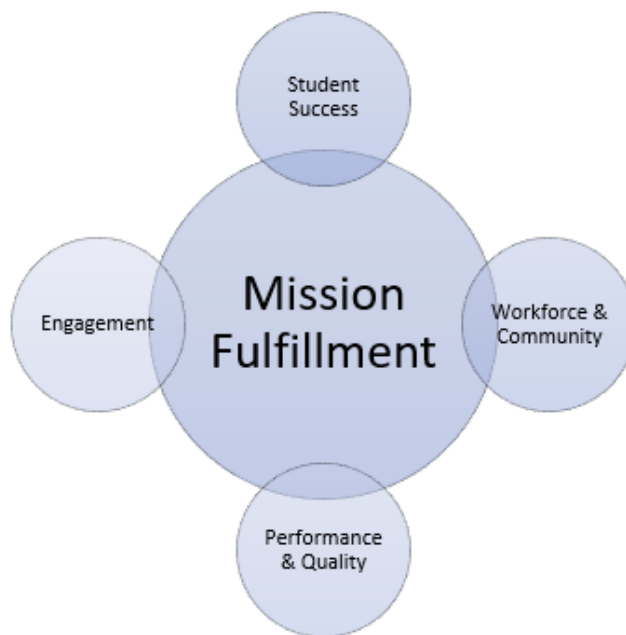 Student
Success
Mission
Fulfillment
Engagement
Workforce &
Community
Performance
& Quality